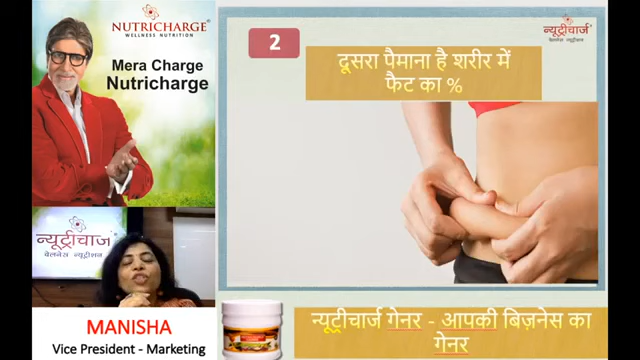 NUTRICHARGE
WELLNESS NUTRITION
Mera Charge
Nutricharge
न्यूट्रीचार्ज
वेलनेस न्यूट्रीशन
MANISHA
Vice President - Marketing
2
न्यूट्रीचार्ज
वेलनेस न्यूट्रीशन
दूसरा पैमाना है शरीर में
फैट का %
न्यूट्रीचार्ज गेनर - आपकी बिज़नेस का
गेनर